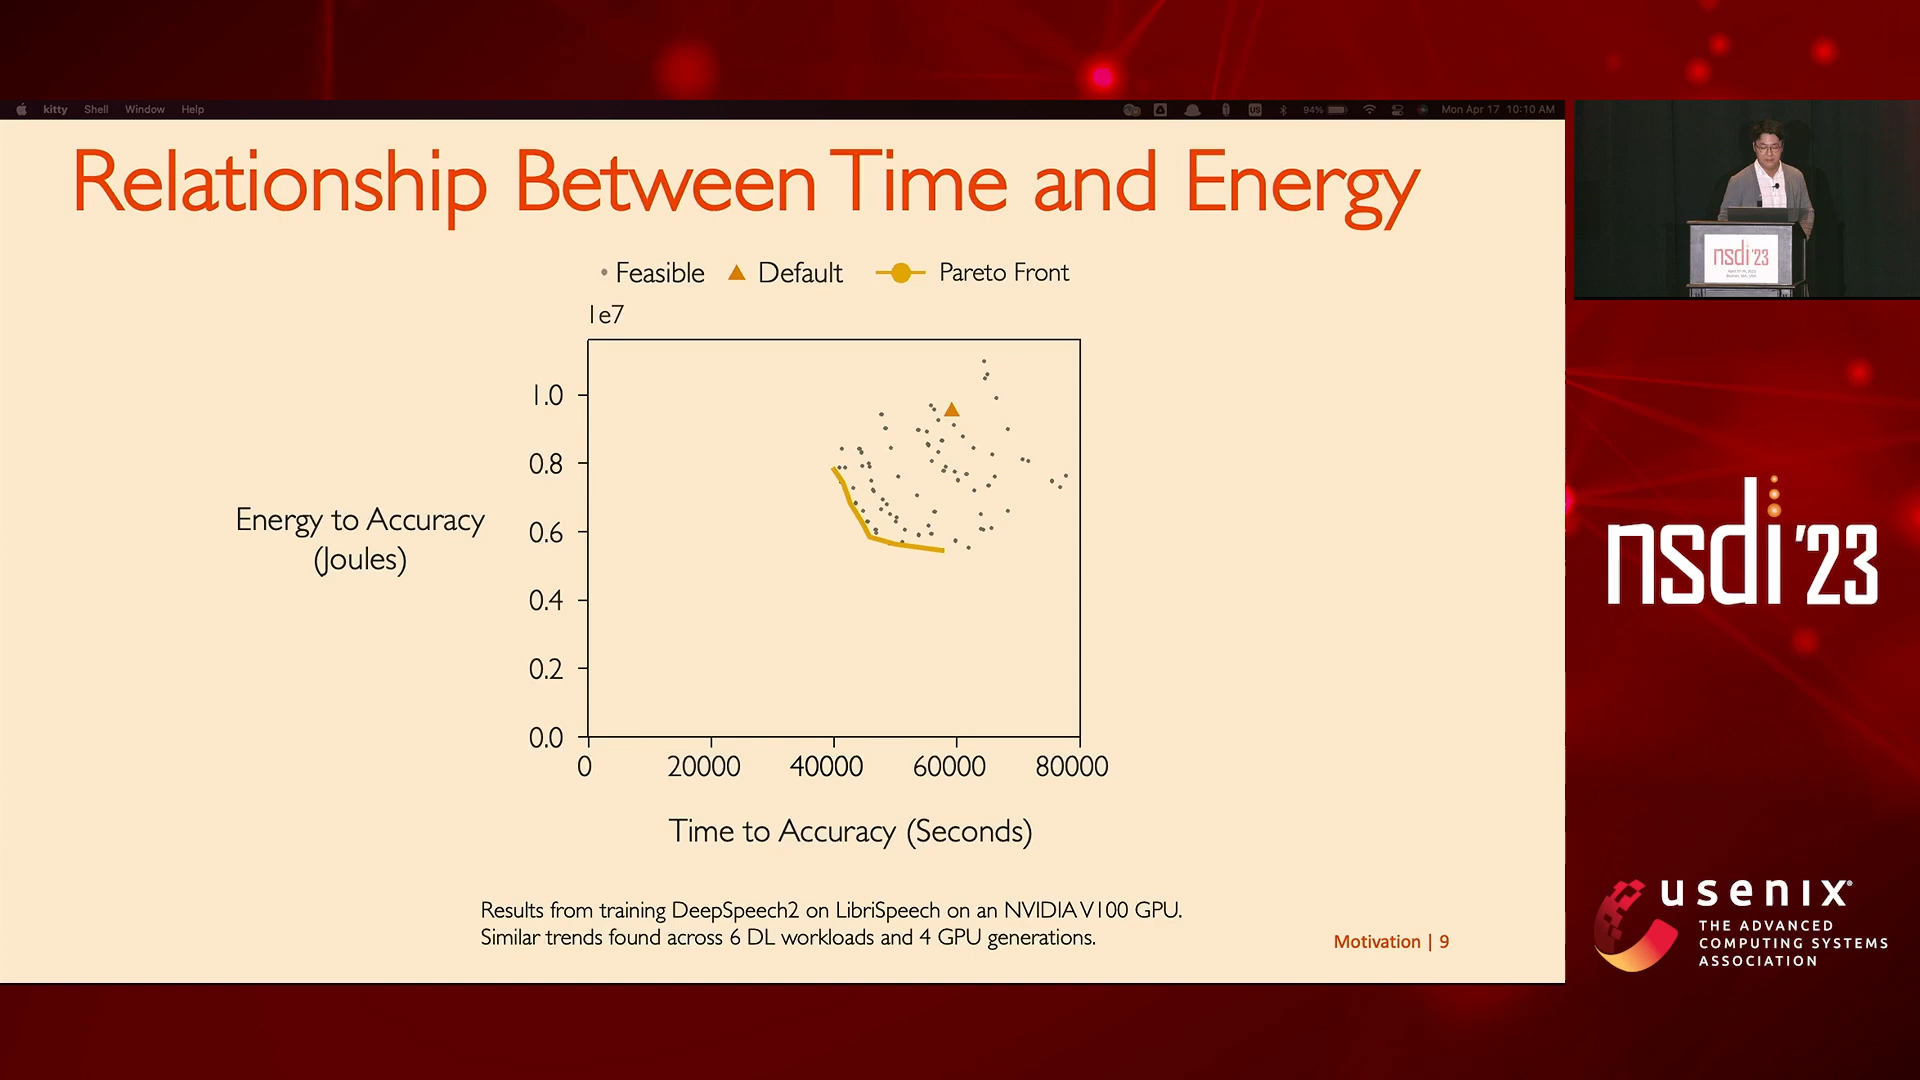 kitty Shell Window Help
94% Mon Apr 17 10:10 AM
Relationship Between Time and Energy
Feasible Default Pareto Front
1e7
1.0
0.8
0.6
0.4
0.2
0.0
Energy to Accuracy
(Joules)
0 20000 40000 60000 80000
Time to Accuracy (Seconds)
Results from training DeepSpeech2 on LibriSpeech on an NVIDIA V100 GPU.
Similar trends found across 6 DL workloads and 4 GPU generations.
Motivation | 9
nsdi '23
nsdi '23
usenix®
THE ADVANCED
COMPUTING SYSTEMS
ASSOCIATION